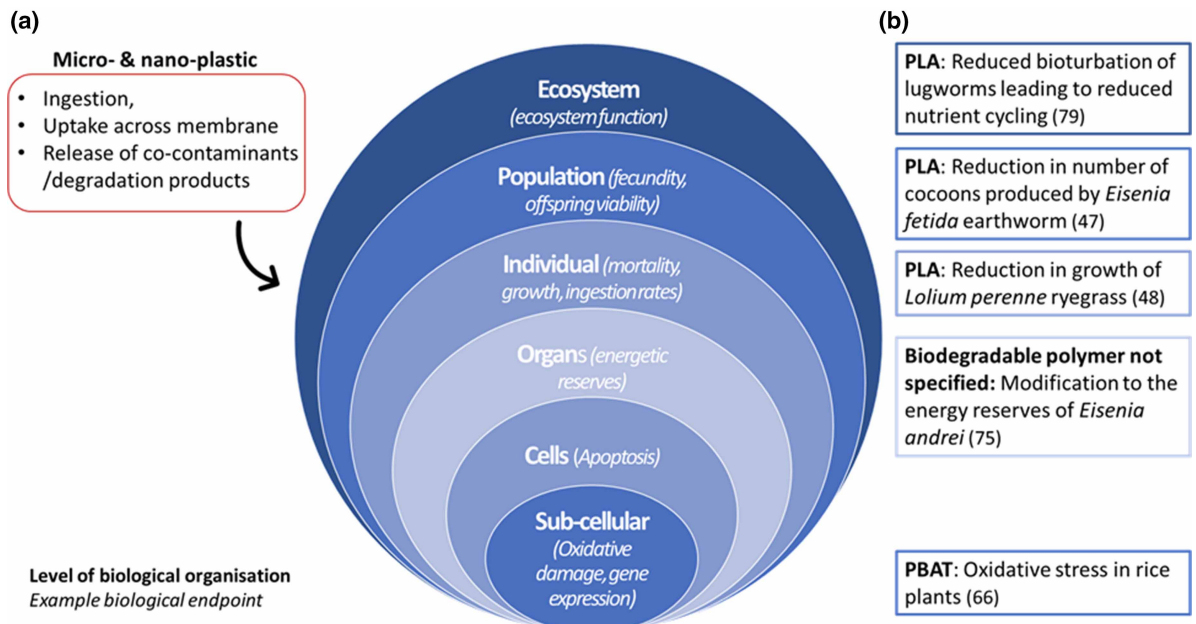 (a)
Micro- & nano-plastic
• Ingestion,
• Uptake across membrane
• Release of co-contaminants
/degradation products
Ecosystem
(ecosystem function)
Population (fecundity,
offspring viability)
Individual (mortality,
growth, ingestion rates)
Organs (energetic
reserves)
Cells (Apoptosis)
Sub-cellular
(Oxidative
damage, gene
expression)
Level of biological organisation
Example biological endpoint
(b)
PLA: Reduced bioturbation of
lugworms leading to reduced
nutrient cycling (79)
PLA: Reduction in number of
cocoons produced by Eisenia
fetida earthworm (47)
PLA: Reduction in growth of
Lolium perenne ryegrass (48)
Biodegradable polymer not
specified: Modification to the
energy reserves of Eisenia
andrei (75)
PBAT: Oxidative stress in rice
plants (66)